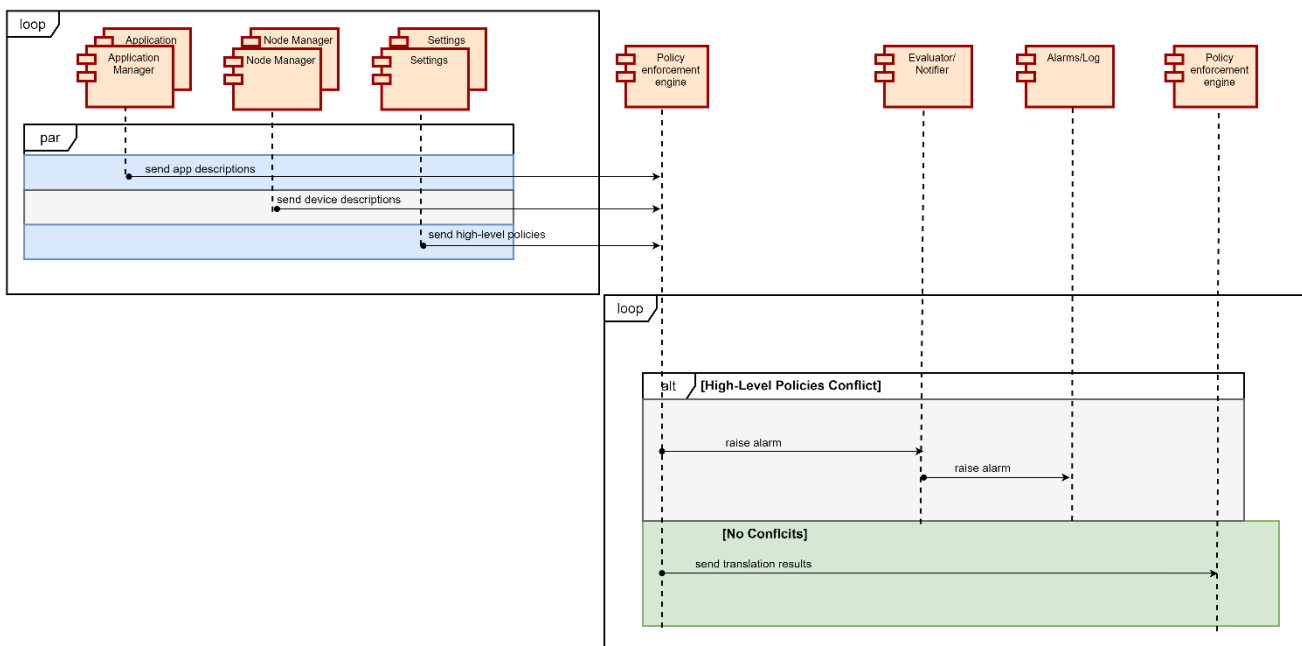 loop
Application
Application
Manager
Node Manager
Node Manager
Settings
Settings
Policy
enforcement
engine
Evaluator/
Notifier
Alarms/Log
Policy
enforcement
engine
par
send app descriptions
send device descriptions
send high-level policies
loop
alt
[High-Level Policies Conflict]
raise alarm
raise alarm
[No Conflcits]
send translation results